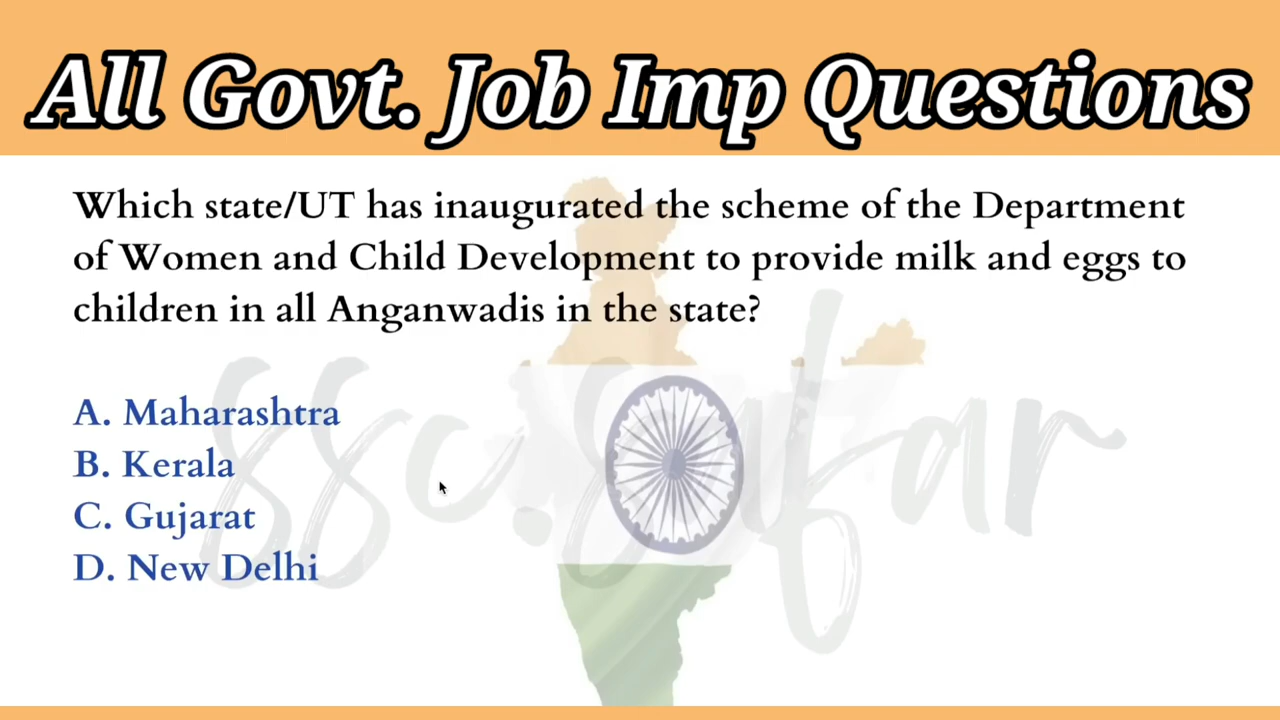 All Govt. Job Imp Questions
Which state/UT has inaugurated the scheme of the Department
of Women and Child Development to provide milk and eggs to
children in all Anganwadis in the state?
A. Maharashtra
B. Kerala
C. Gujarat
D. New Delhi
ssc.safar